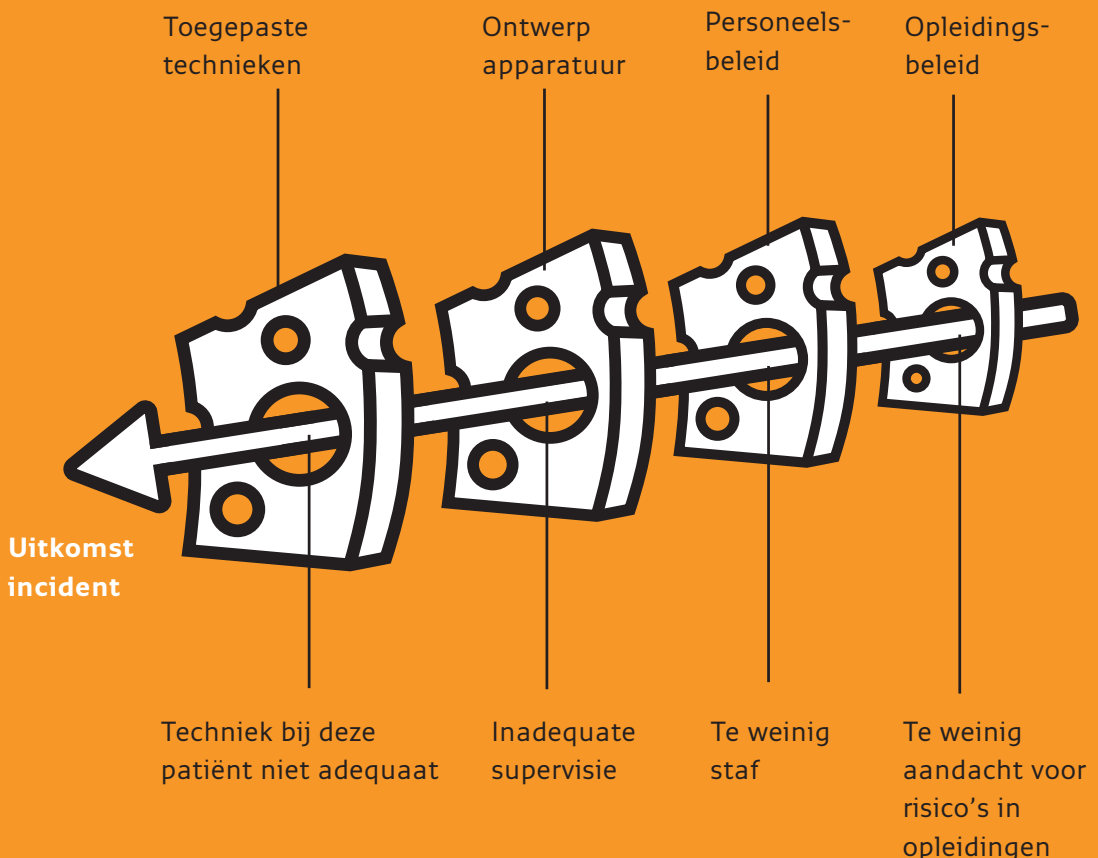 Toegepaste
technieken
Ontwerp
apparatuur
Personeels-
beleid
Opleidings-
beleid
Uitkomst
incident
Techniek bij deze
patiënt niet adequaat
Inadequate
supervisie
Te weinig
staf
Te weinig
aandacht voor
risico's in
opleidingen